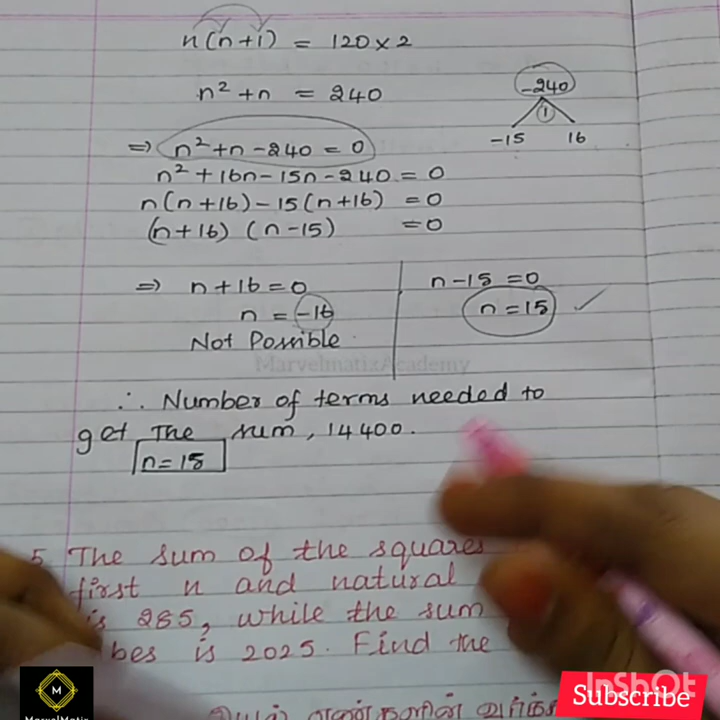 n(n+1) = 120 x 2
n² + n = 240
-240
1
-15 16
=> n² + n - 240 = 0
n² + 16n - 15n - 240 = 0
n(n+16) - 15(n+16) = 0
(n+16) (n-15) = 0
=> n + 16 = 0
n = -16
Not Possible
n - 15 = 0
n = 15 ✓
MarvelmatixAcademy
∴ Number of terms needed to
get The sum, 14400.
n = 15
5 The sum of the squares
first n and natural
is 285, while the sum
bes is 2025. Find the
M
MarvelMatix
InShOt
Subscribe